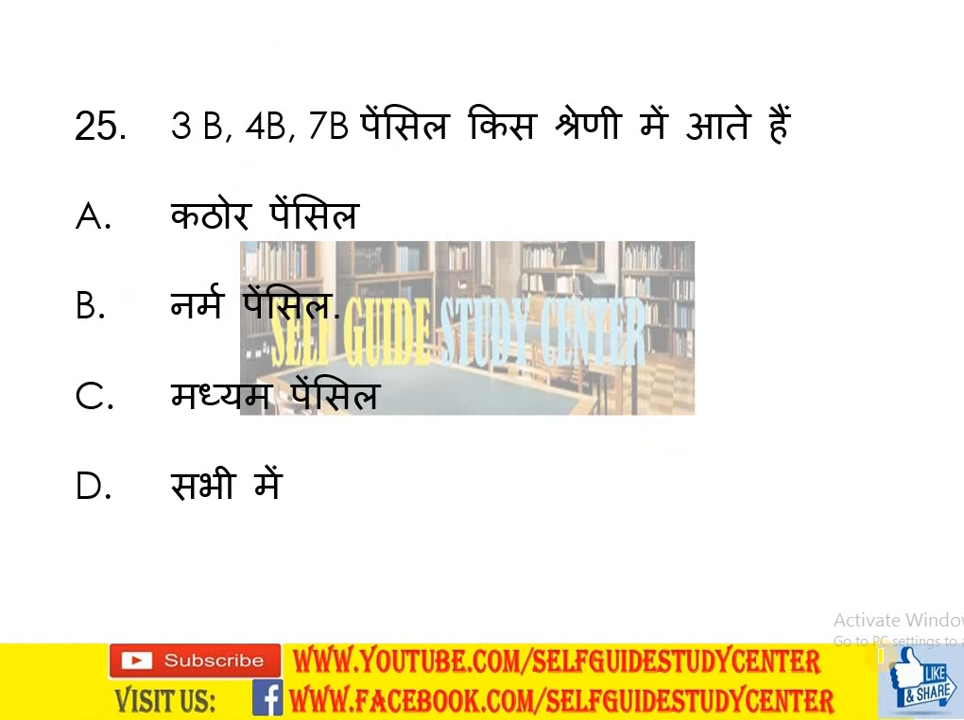 25. 3 B, 4B, 7B पेंसिल किस श्रेणी में आते हैं
A. कठोर पेंसिल
B. नर्म पेंसिल.
SELF GUIDE STUDY CENTER
C. मध्यम पेंसिल
D. सभी में
Activate Window
Go to PC settings to a
Subscribe WWW.YOUTUBE.COM/SELFGUIDESTUDYCENTER
VISIT US: f WWW.FACEBOOK.COM/SELFGUIDESTUDYCENTER
LIKE
& SHARE